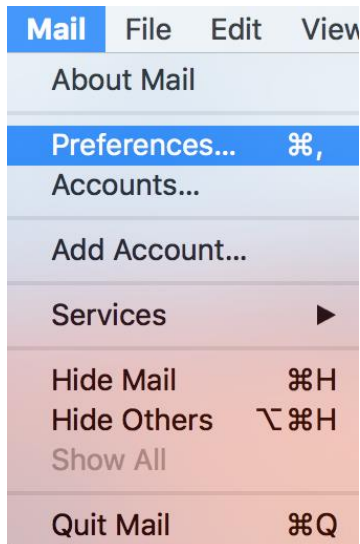 Mail File Edit View
About Mail
Preferences... ⌘,
Accounts...
Add Account...
Services ▶
Hide Mail ⌘H
Hide Others ⌥⌘H
Show All
Quit Mail ⌘Q